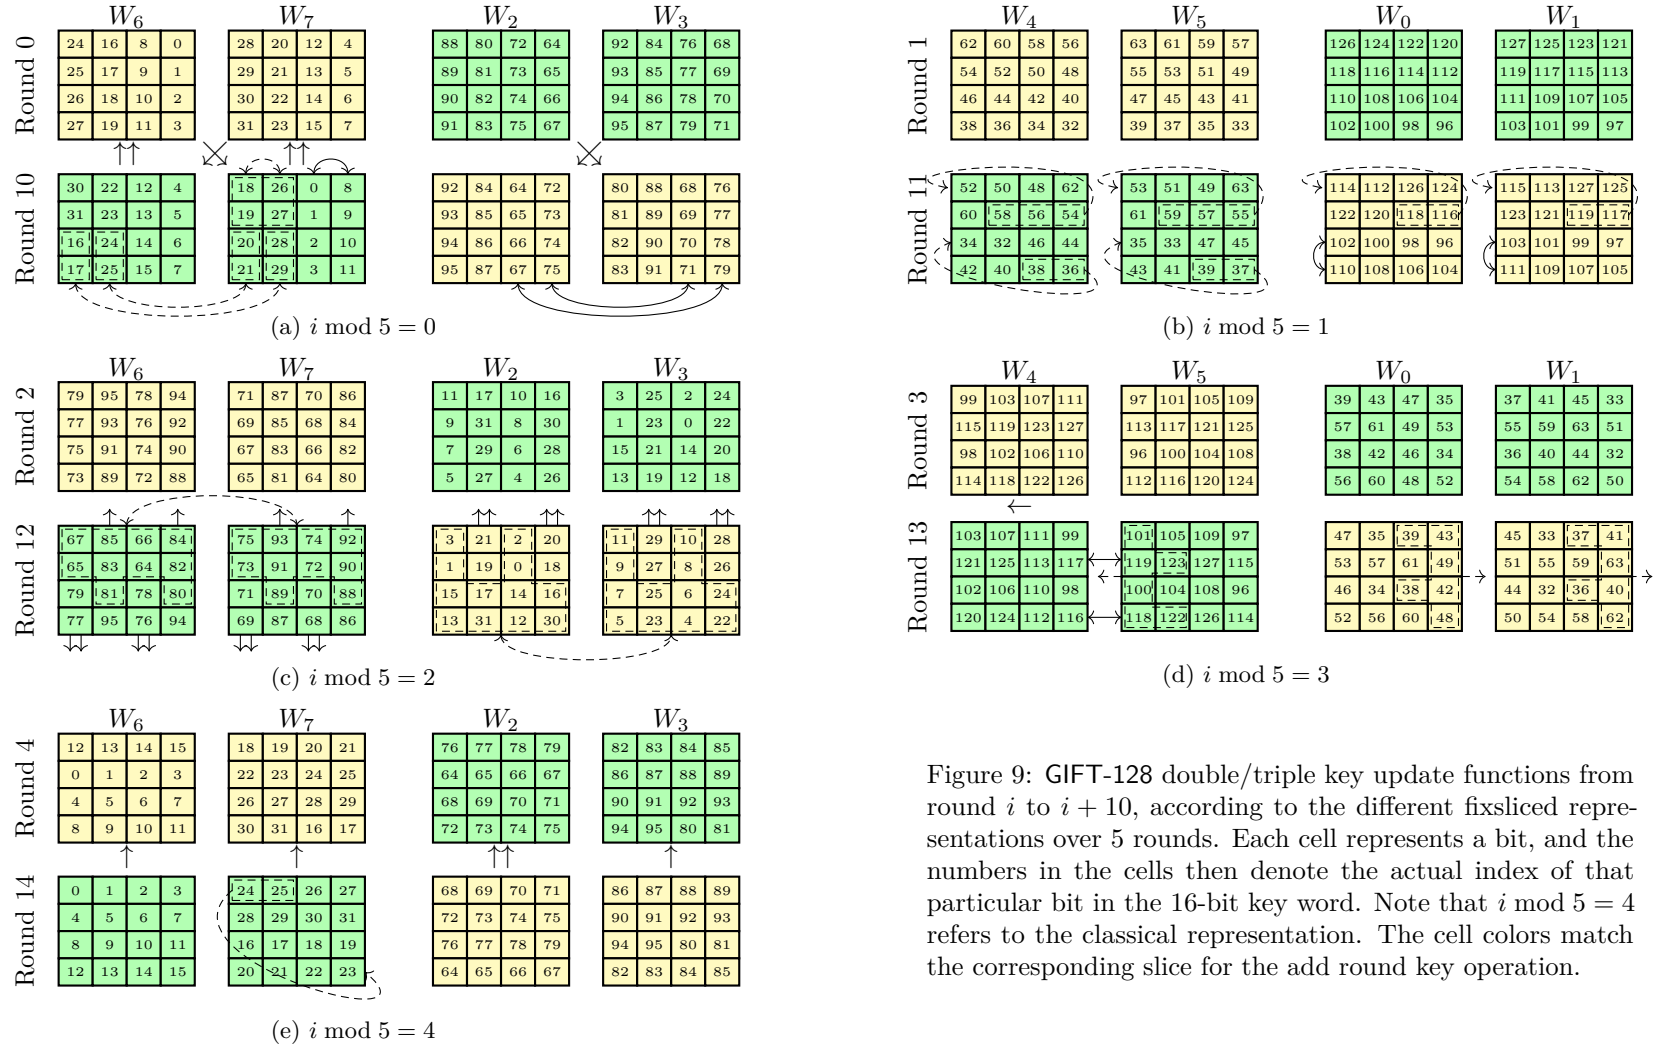 W6 W7 W2 W3
Round 0
24 16 8 0 28 20 12 4 88 80 72 64 92 84 76 68
25 17 9 1 29 21 13 5 89 81 73 65 93 85 77 69
26 18 10 2 30 22 14 6 90 82 74 66 94 86 78 70
27 19 11 3 31 23 15 7 91 83 75 67 95 87 79 71
Round 10
30 22 12 4 18 26 0 8 92 84 64 72 80 88 68 76
31 23 13 5 19 27 1 9 93 85 65 73 81 89 69 77
16 24 14 6 20 28 2 10 94 86 66 74 82 90 70 78
17 25 15 7 21 29 3 11 95 87 67 75 83 91 71 79
(a) i mod 5 = 0
W4 W5 W0 W1
Round 1
62 60 58 56 63 61 59 57 126 124 122 120 127 125 123 121
54 52 50 48 55 53 51 49 118 116 114 112 119 117 115 113
46 44 42 40 47 45 43 41 110 108 106 104 111 109 107 105
38 36 34 32 39 37 35 33 102 100 98 96 103 101 99 97
Round 11
52 50 48 62 53 51 49 63 114 112 126 124 115 113 127 125
60 58 56 54 61 59 57 55 122 120 118 116 123 121 119 117
34 32 46 44 35 33 47 45 102 100 98 96 103 101 99 97
42 40 38 36 43 41 39 37 110 108 106 104 111 109 107 105
(b) i mod 5 = 1
W6 W7 W2 W3
Round 2
79 95 78 94 71 87 70 86 11 17 10 16 3 25 2 24
77 93 76 92 69 85 68 84 9 31 8 30 1 23 0 22
75 91 74 90 67 83 66 82 7 29 6 28 15 21 14 20
73 89 72 88 65 81 64 80 5 27 4 26 13 19 12 18
Round 12
67 85 66 84 75 93 74 92 3 21 2 20 11 29 10 28
65 83 64 82 73 91 72 90 1 19 0 18 9 27 8 26
79 81 78 80 71 89 70 88 15 17 14 16 7 25 6 24
77 95 76 94 69 87 68 86 13 31 12 30 5 23 4 22
(c) i mod 5 = 2
W4 W5 W0 W1
Round 3
99 103 107 111 97 101 105 109 39 43 47 35 37 41 45 33
115 119 123 127 113 117 121 125 57 61 49 53 55 59 63 51
98 102 106 110 96 100 104 108 38 42 46 34 36 40 44 32
114 118 122 126 112 116 120 124 56 60 48 52 54 58 62 50
Round 13
103 107 111 99 101 105 109 97 47 35 39 43 45 33 37 41
121 125 113 117 119 123 127 115 53 57 61 49 51 55 59 63
102 106 110 98 100 104 108 96 46 34 38 42 44 32 36 40
120 124 112 116 118 122 126 114 52 56 60 48 50 54 58 62
(d) i mod 5 = 3
W6 W7 W2 W3
Round 4
12 13 14 15 18 19 20 21 76 77 78 79 82 83 84 85
0 1 2 3 22 23 24 25 64 65 66 67 86 87 88 89
4 5 6 7 26 27 28 29 68 69 70 71 90 91 92 93
8 9 10 11 30 31 16 17 72 73 74 75 94 95 80 81
Round 14
0 1 2 3 24 25 26 27 68 69 70 71 86 87 88 89
4 5 6 7 28 29 30 31 72 73 74 75 90 91 92 93
8 9 10 11 16 17 18 19 76 77 78 79 94 95 80 81
12 13 14 15 20 21 22 23 64 65 66 67 82 83 84 85
(e) i mod 5 = 4
Figure 9: GIFT-128 double/triple key update functions from
round i to i + 10, according to the different fixsliced repre-
sentations over 5 rounds. Each cell represents a bit, and the
numbers in the cells then denote the actual index of that
particular bit in the 16-bit key word. Note that i mod 5 = 4
refers to the classical representation. The cell colors match
the corresponding slice for the add round key operation.